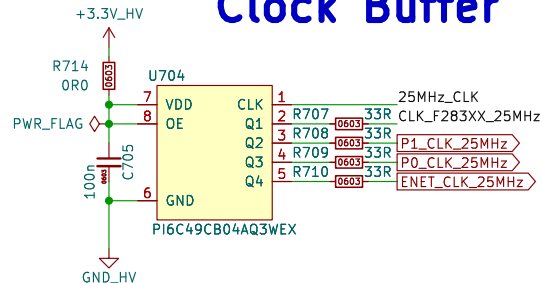 Clock Buffer
+3.3V_HV
R714
0R0
0603
U704
7 VDD
8 OE
6 GND
CLK 1
Q1 2
Q2 3
Q3 4
Q4 5
PWR_FLAG
C705
100n
0603
25MHz_CLK
R707 0603 33R CLK_F283XX_25MHz
R708 0603 33R P1_CLK_25MHz
R709 0603 33R P0_CLK_25MHz
R710 0603 33R ENET_CLK_25MHz
PI6C49CB04AQ3WEX
GND_HV